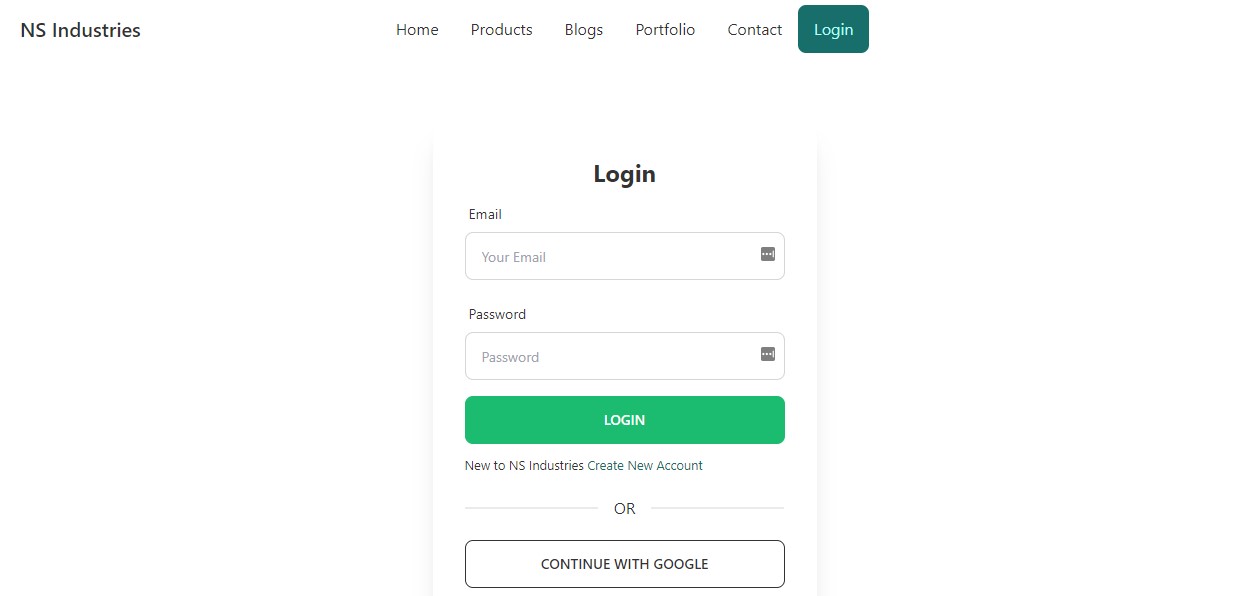 NS Industries Home Products Blogs Portfolio Contact Login
Login
Email
Your Email
Password
Password
LOGIN
New to NS Industries Create New Account
OR
CONTINUE WITH GOOGLE